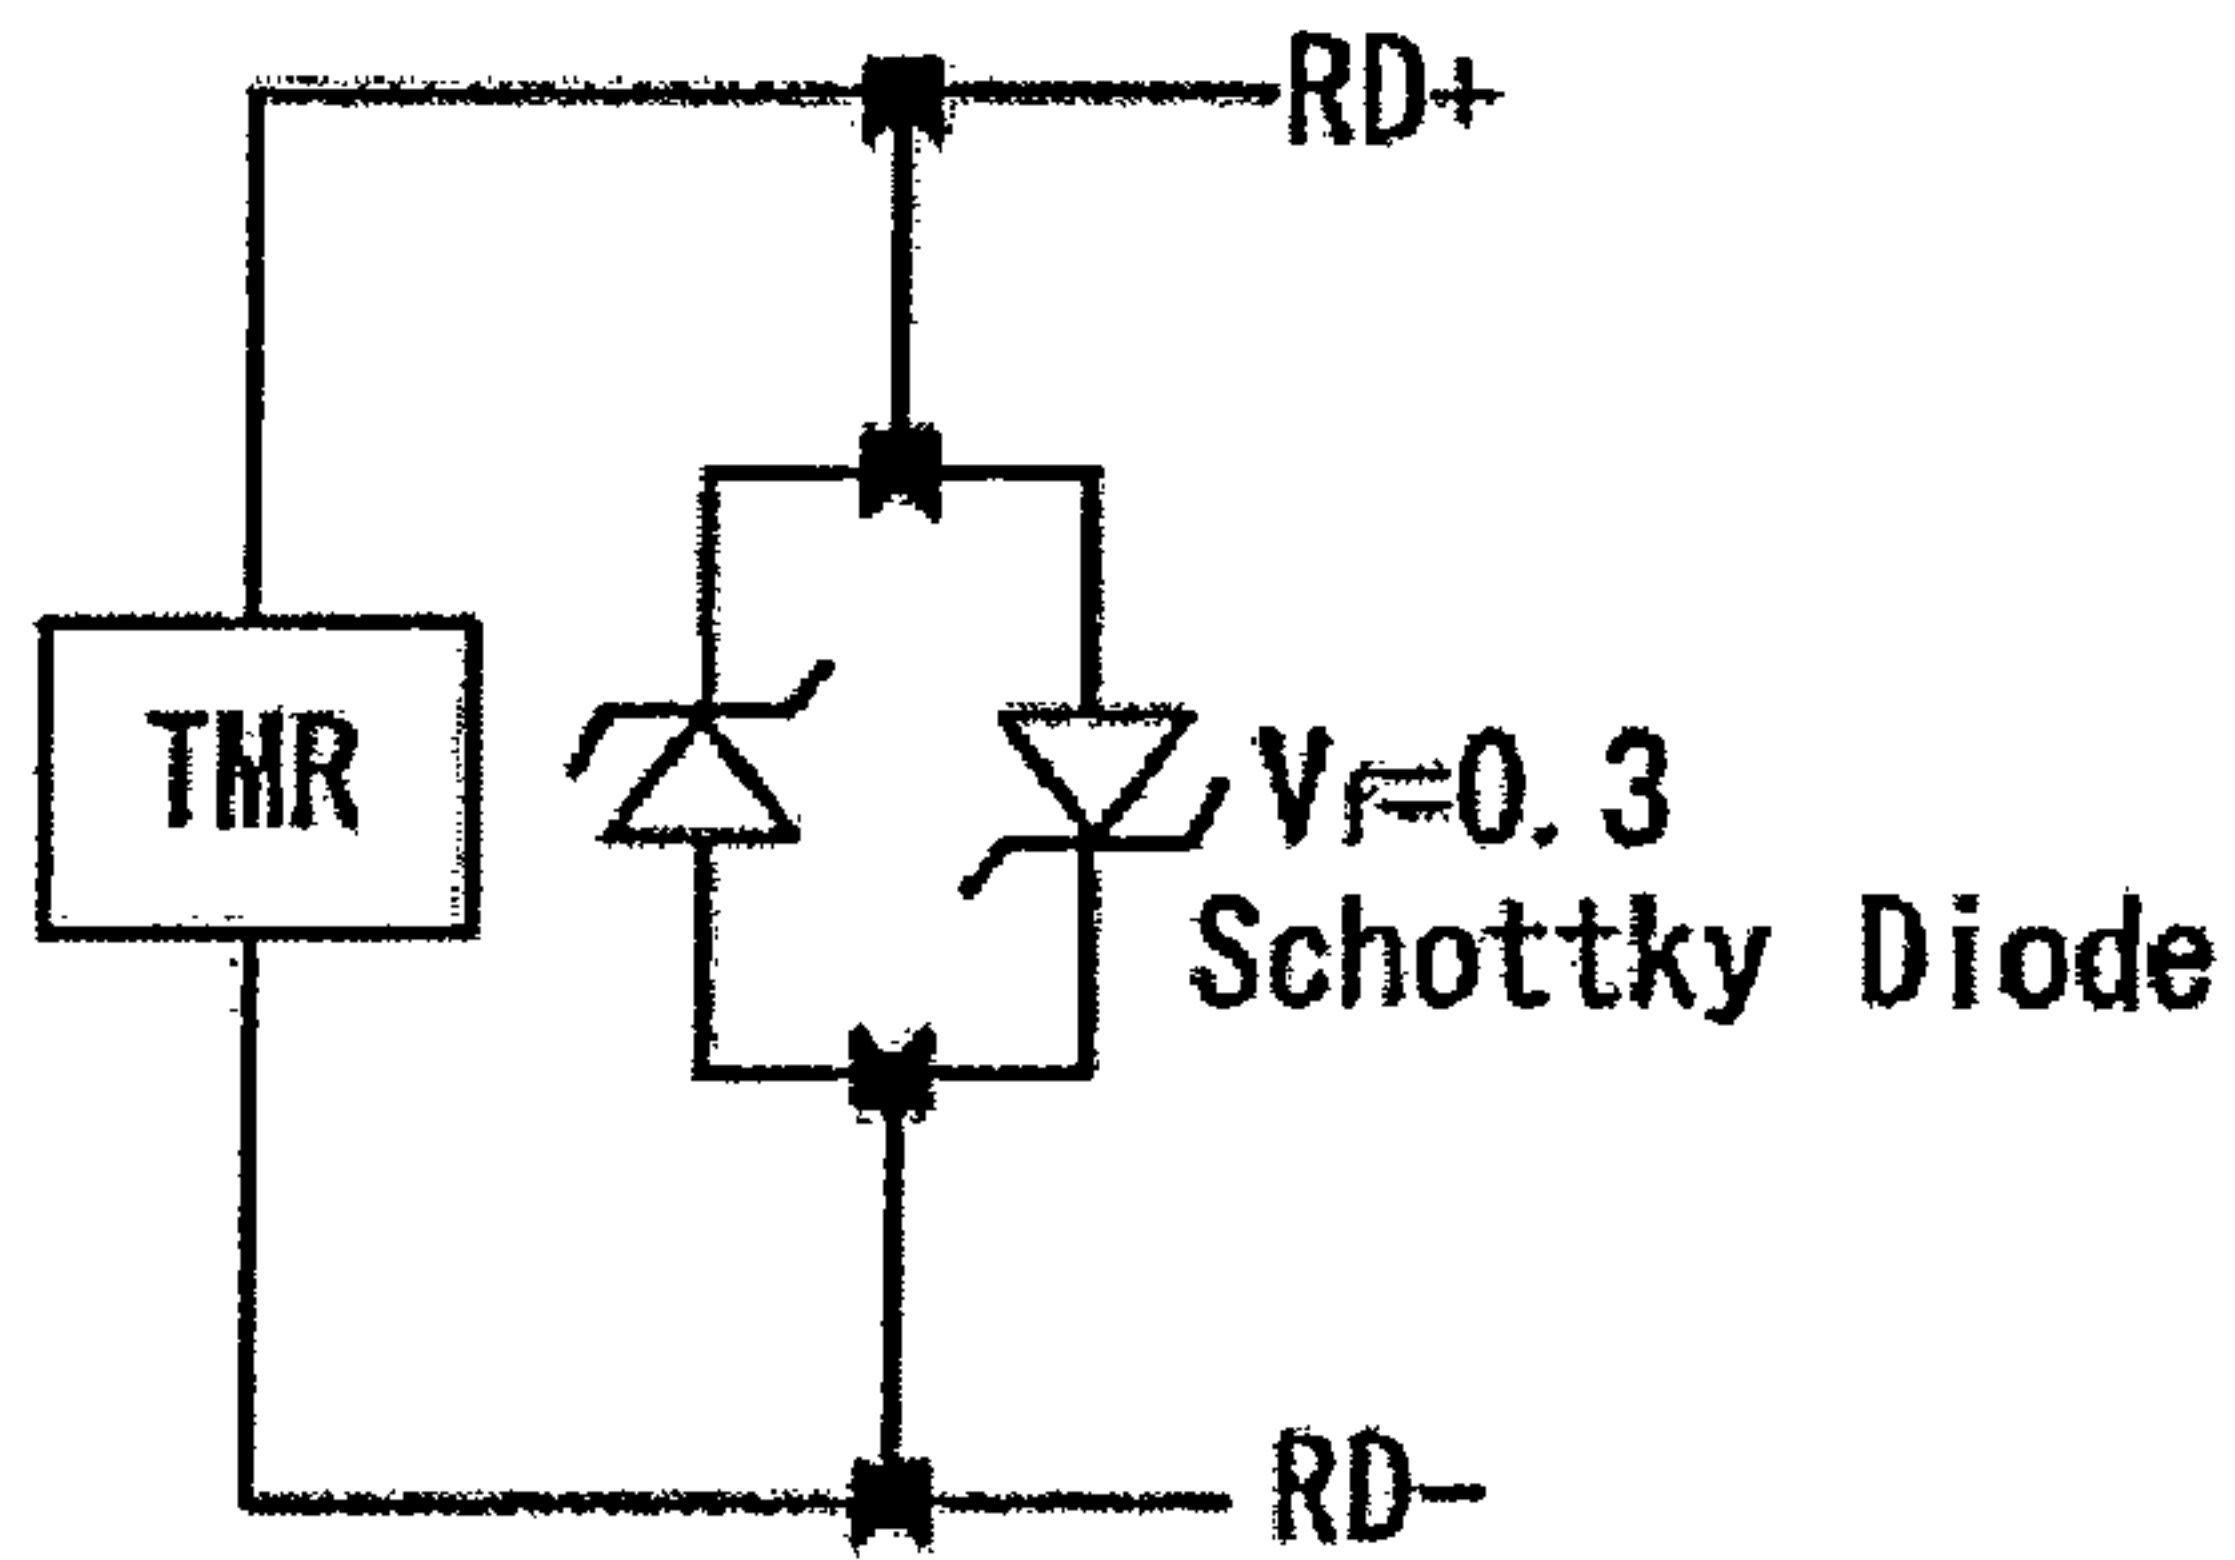 RD+
TMR
Vf=0.3
Schottky Diode
RD−